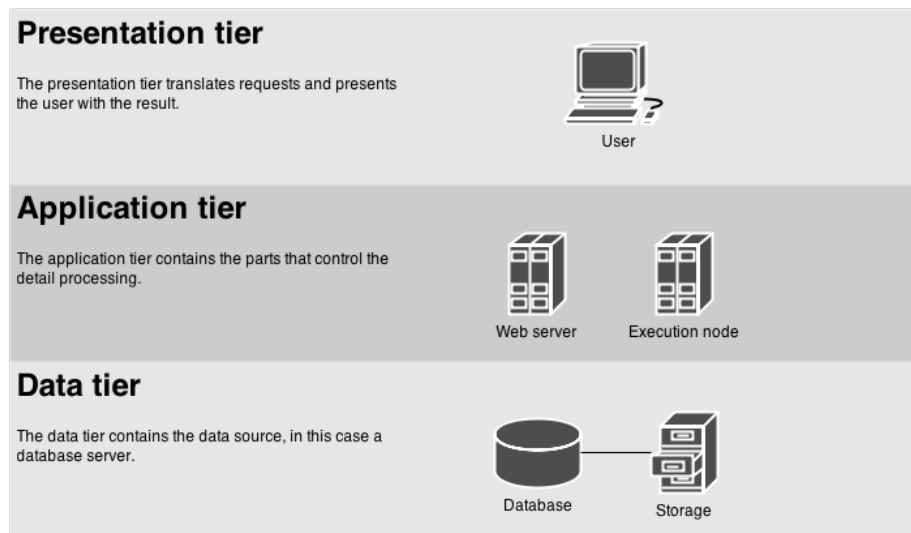 Presentation tier
The presentation tier translates requests and presents
the user with the result.
User
Application tier
The application tier contains the parts that control the
detail processing.
Web server
Execution node
Data tier
The data tier contains the data source, in this case a
database server.
Database
Storage